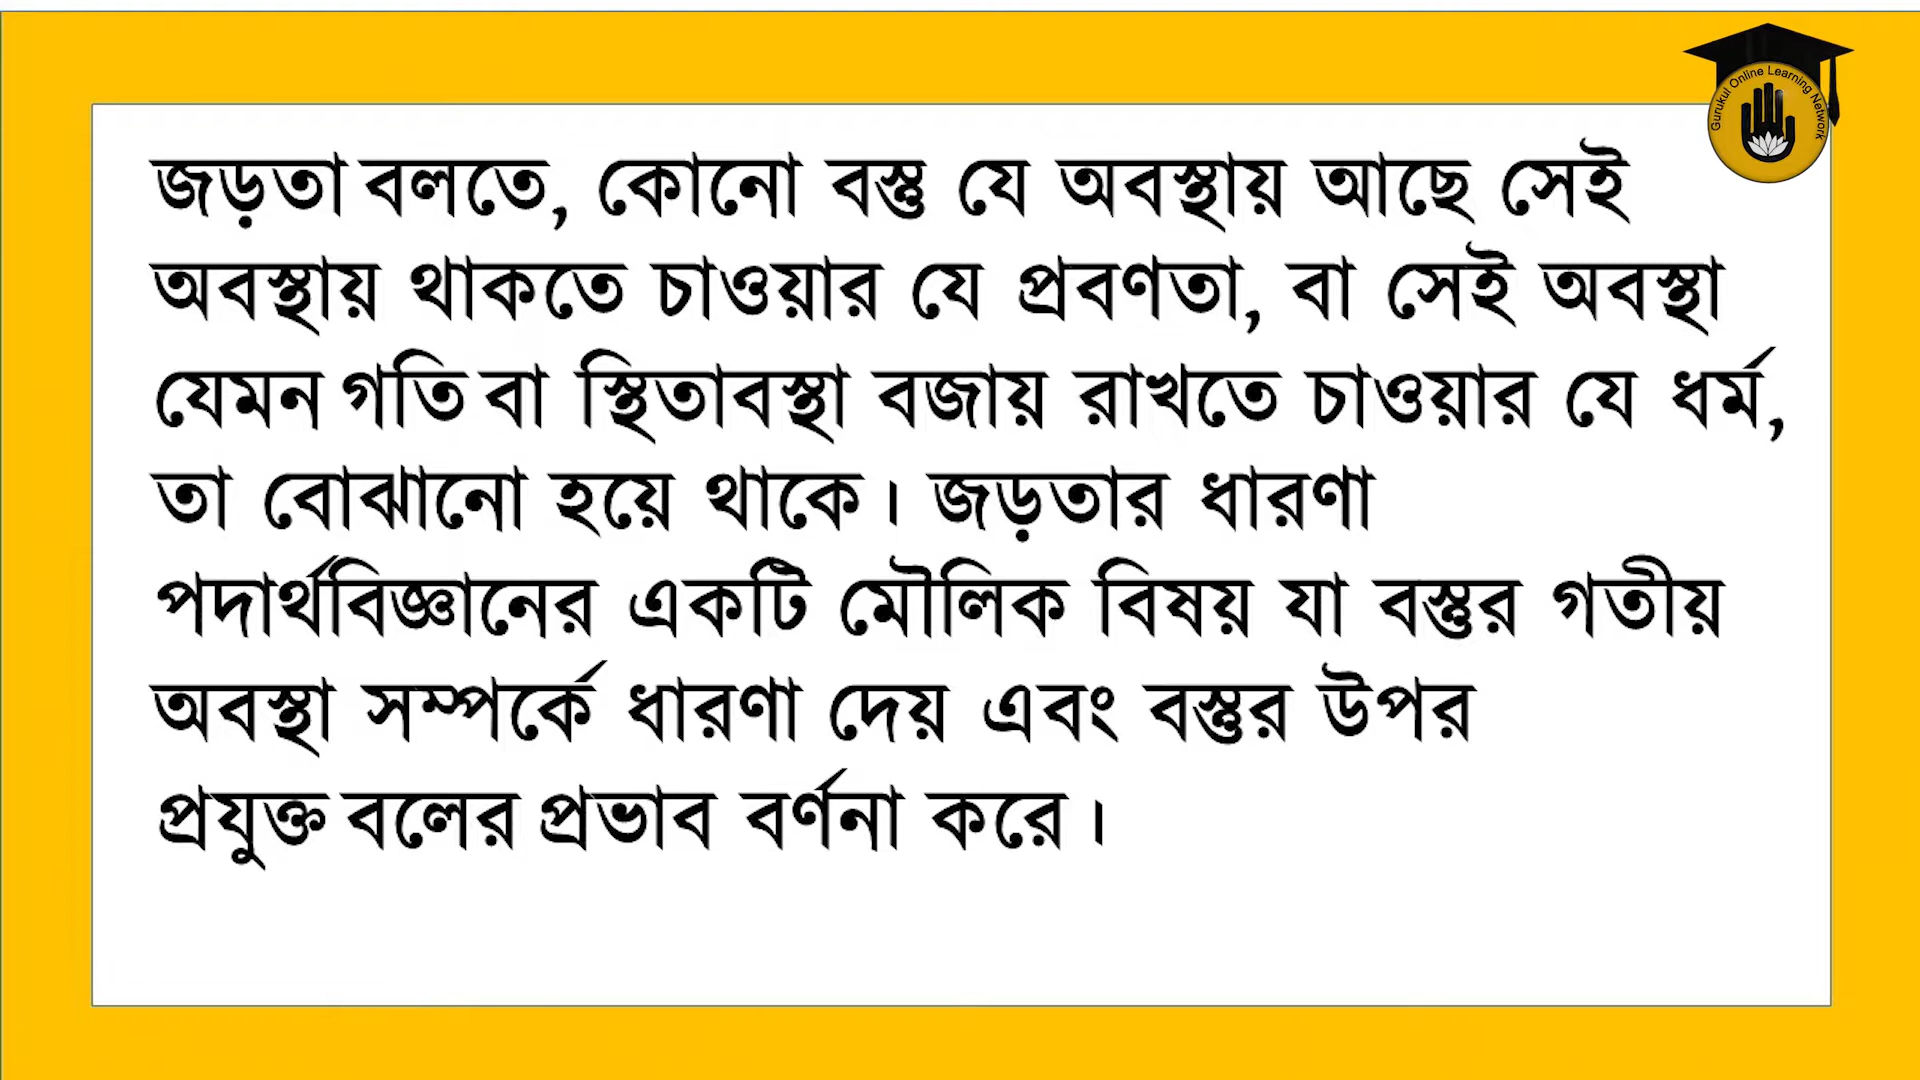 Gurukul Online Learning Network
জড়তা বলতে, কোনো বস্তু যে অবস্থায় আছে সেই
অবস্থায় থাকতে চাওয়ার যে প্রবণতা, বা সেই অবস্থা
যেমন গতি বা স্থিতাবস্থা বজায় রাখতে চাওয়ার যে ধর্ম,
তা বোঝানো হয়ে থাকে। জড়তার ধারণা
পদার্থবিজ্ঞানের একটি মৌলিক বিষয় যা বস্তুর গতীয়
অবস্থা সম্পর্কে ধারণা দেয় এবং বস্তুর উপর
প্রযুক্ত বলের প্রভাব বর্ণনা করে।